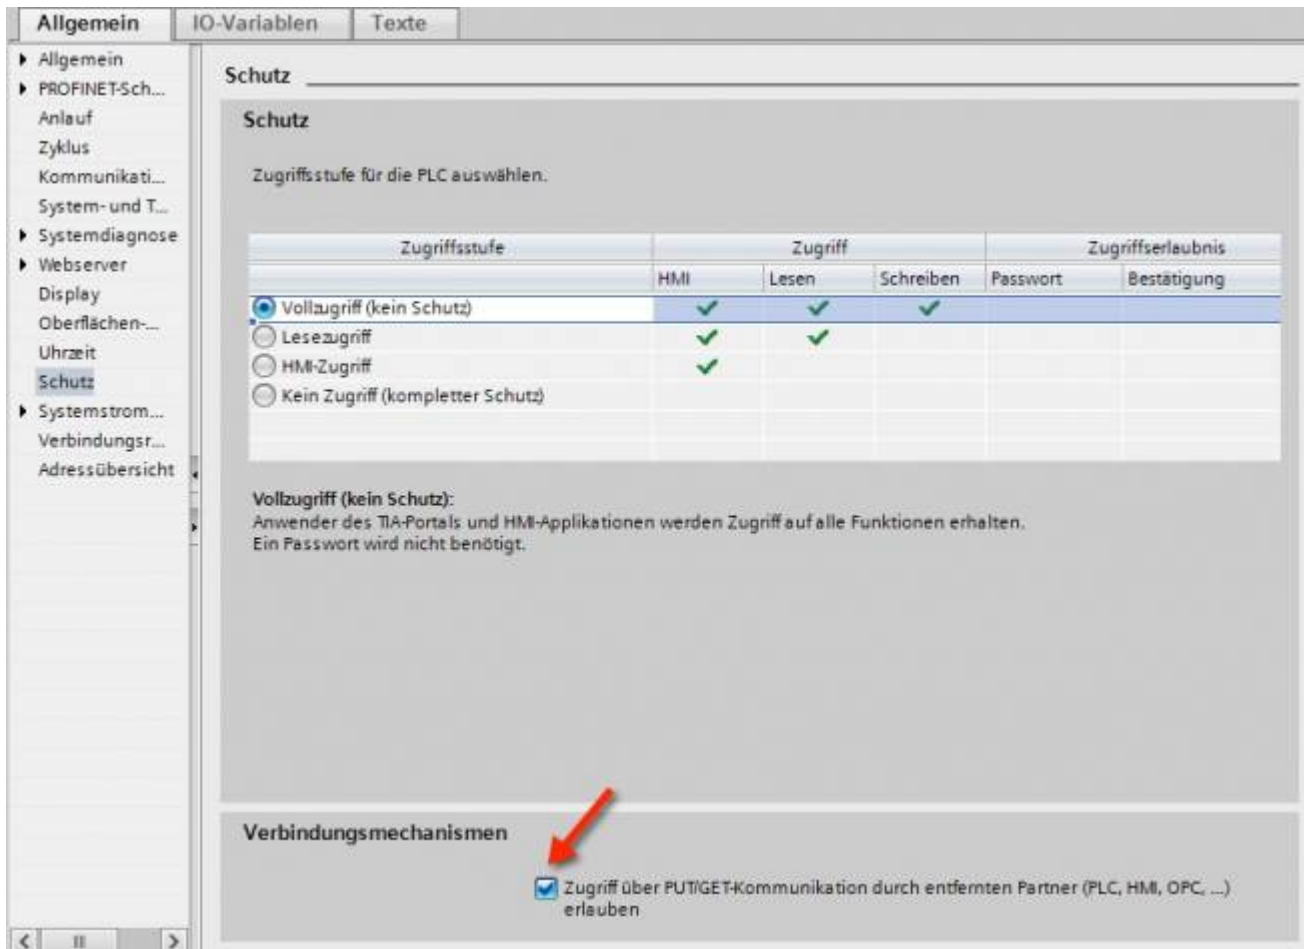 Allgemein IO-Variablen Texte
Allgemein
PROFINET-Sch...
Anlauf
Zyklus
Kommunikati...
System- und T...
Systemdiagnose
Webserver
Display
Oberflächen-...
Uhrzeit
Schutz
Systemstrom...
Verbindungsr...
Adressübersicht
Schutz
Schutz
Zugriffsstufe für die PLC auswählen.
Zugriffsstufe Zugriff Zugriffserlaubnis
HMI Lesen Schreiben Passwort Bestätigung
Vollzugriff (kein Schutz)
Lesezugriff
HMI-Zugriff
Kein Zugriff (kompletter Schutz)
Vollzugriff (kein Schutz):
Anwender des TIA-Portals und HMI-Applikationen werden Zugriff auf alle Funktionen erhalten.
Ein Passwort wird nicht benötigt.
Verbindungsmechanismen
Zugriff über PUT/GET-Kommunikation durch entfernten Partner (PLC, HMI, OPC, ...)
erlauben